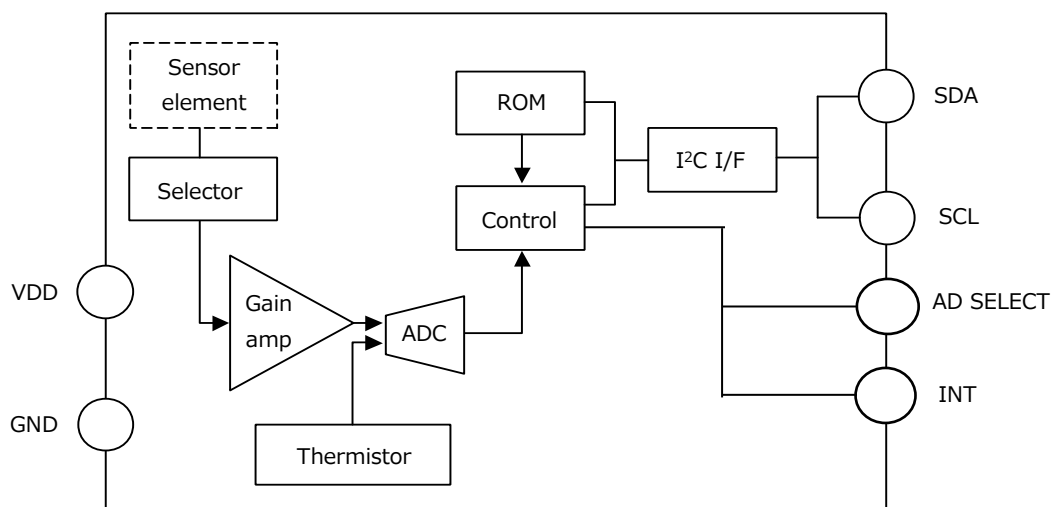 Sensor
element
ROM
SDA
I²C I/F
Selector
Control
SCL
VDD
Gain
amp
ADC
AD SELECT
INT
GND
Thermistor